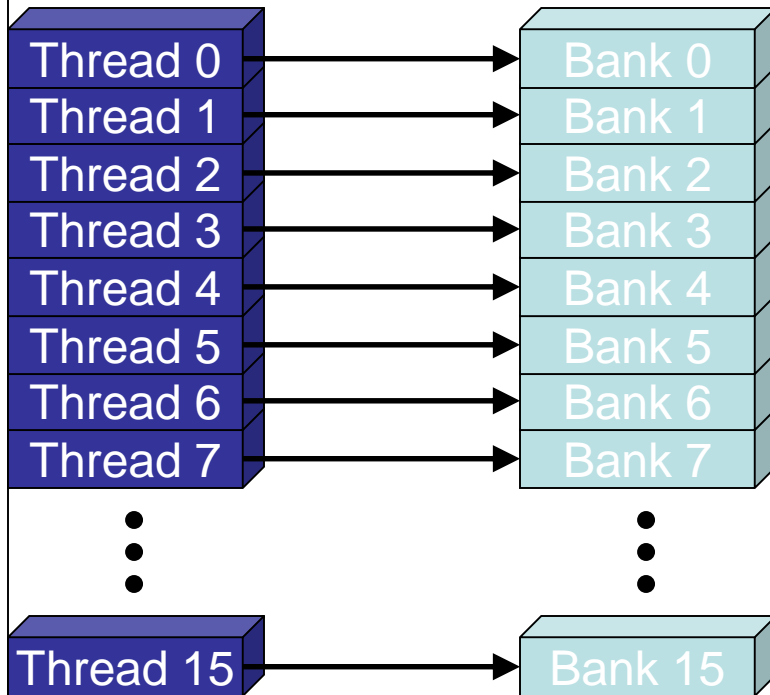 Thread 0
Bank 0
Thread 1
Bank 1
Thread 2
Bank 2
Thread 3
Bank 3
Thread 4
Bank 4
Thread 5
Bank 5
Thread 6
Bank 6
Thread 7
Bank 7
Thread 15
Bank 15